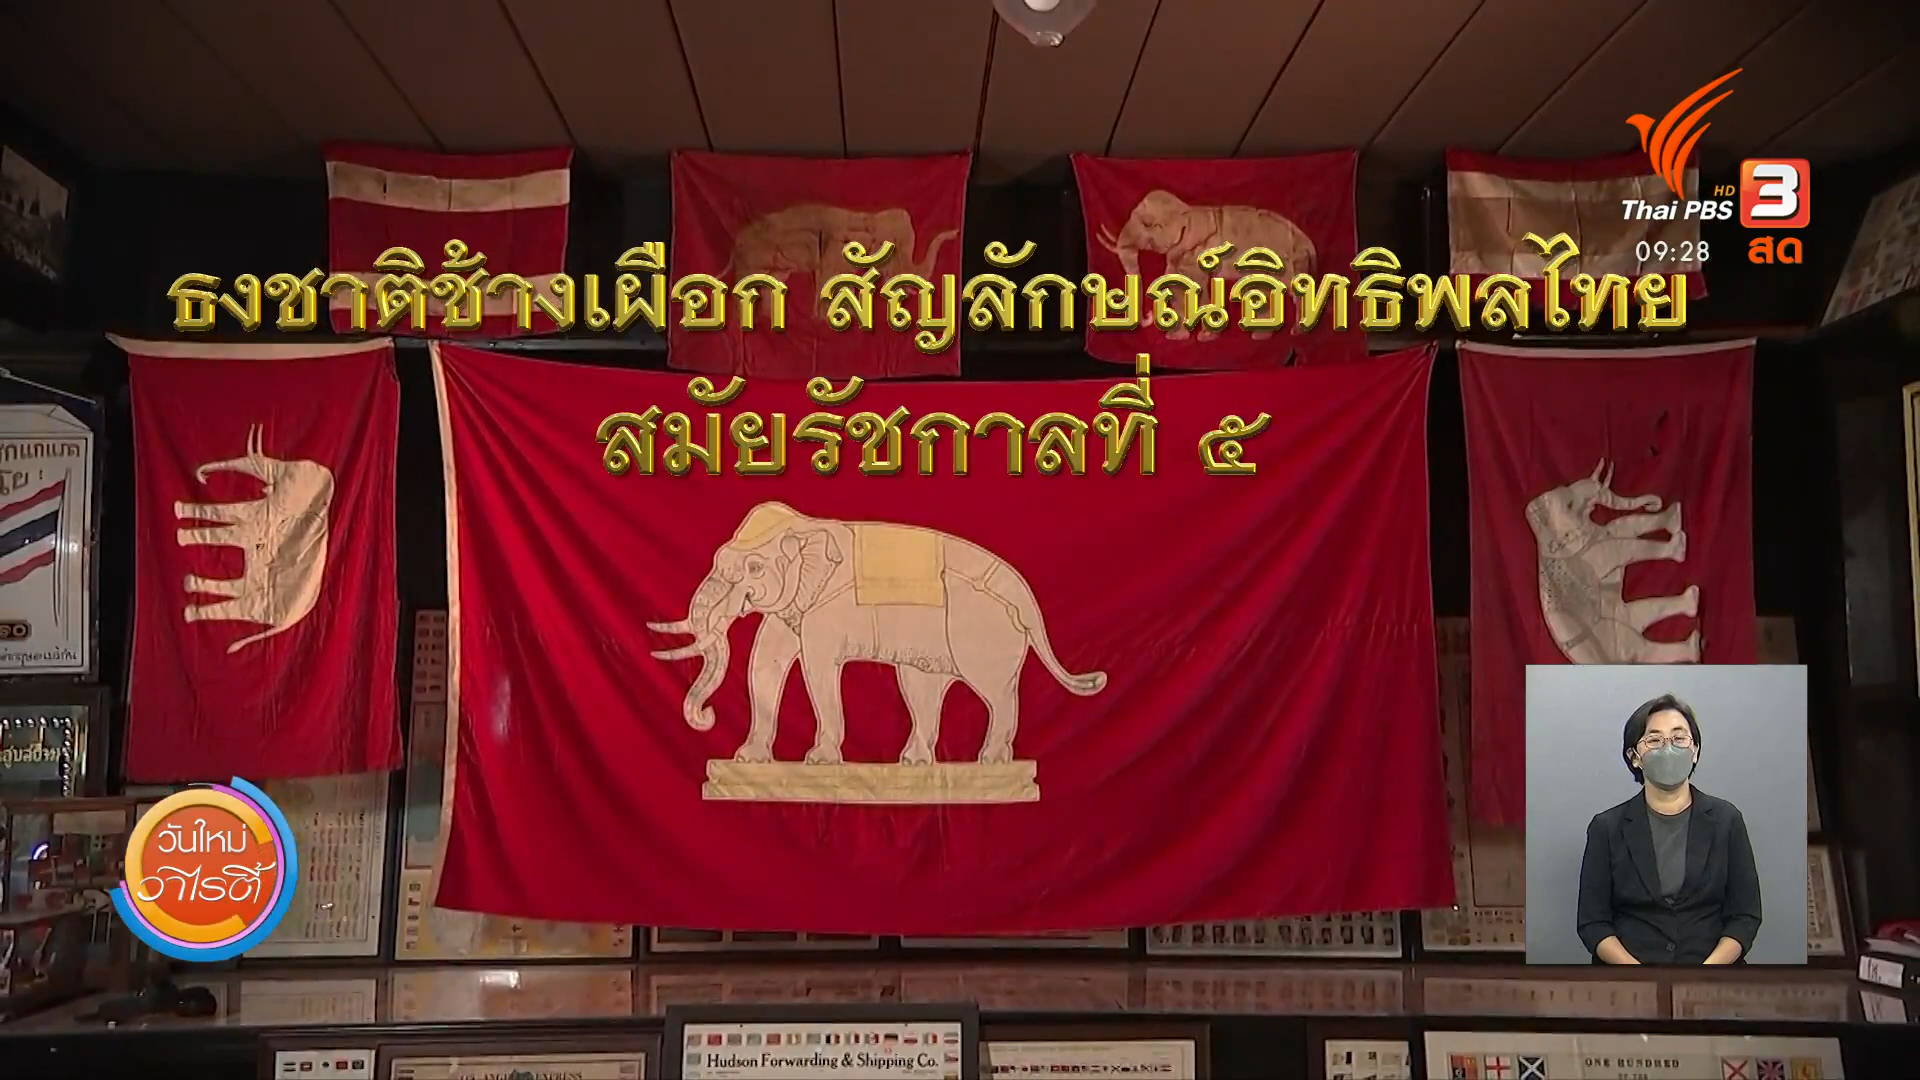 Thai PBS
HD
3
09:28
สด
ธงชาติช้างเผือก สัญลักษณ์อิทธิพลไทย
สมัยรัชกาลที่ ๕
วันใหม่
วาไรตี้
Hudson Forwarding & Shipping Co.
ONE HUNDRED